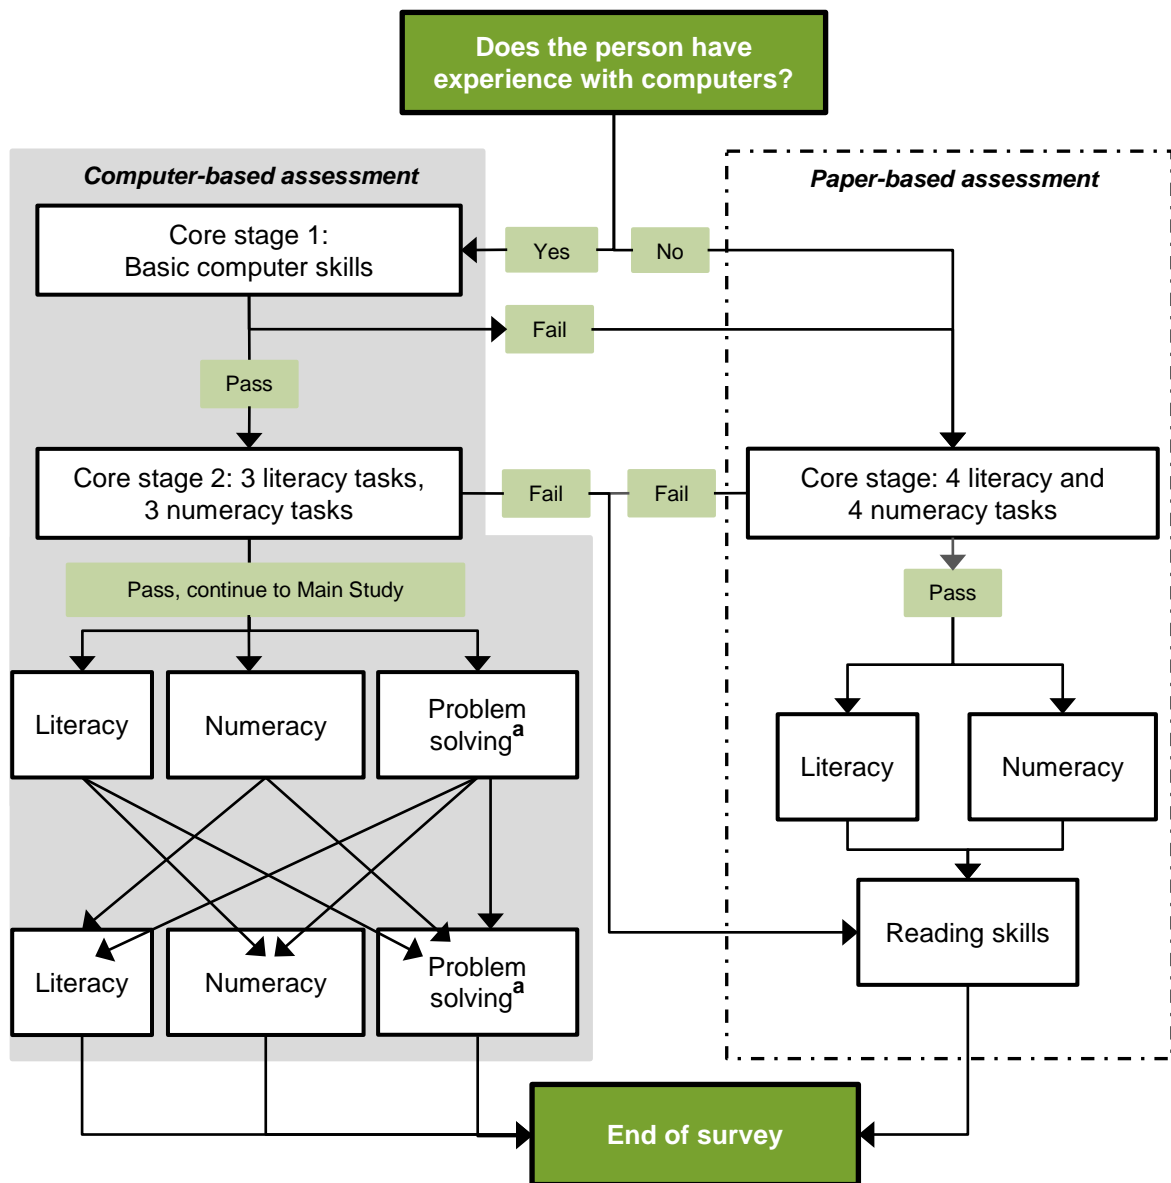 Does the person have
experience with computers?
Computer-based assessment
Paper-based assessment
Core stage 1:
Basic computer skills
Yes
No
Fail
Pass
Core stage 2: 3 literacy tasks,
3 numeracy tasks
Fail
Fail
Core stage: 4 literacy and
4 numeracy tasks
Pass, continue to Main Study
Pass
Literacy
Numeracy
Problem
solvingᵃ
Literacy
Numeracy
Reading skills
Literacy
Numeracy
Problem
solvingᵃ
End of survey